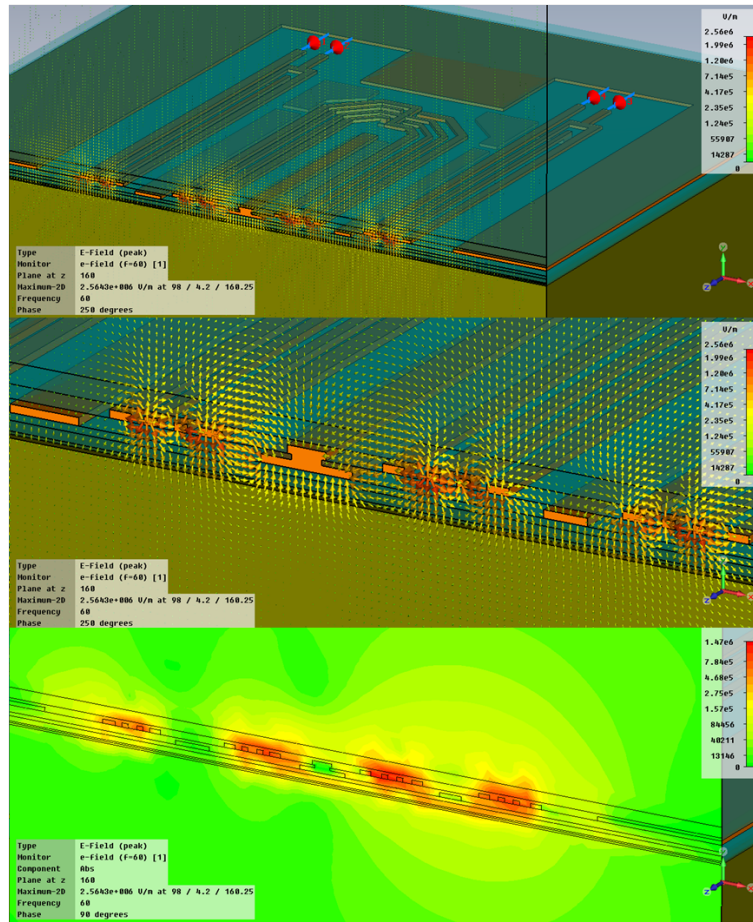 V/m
2.56e6
1.99e6
1.20e6
7.14e5
4.17e5
2.35e5
1.24e5
55907
14287
0
Type E-Field (peak)
Monitor e-field (f=60) [1]
Plane at z 160
Maximum-2D 2.5643e+006 V/m at 98 / 4.2 / 160.25
Frequency 60
Phase 250 degrees
y
z
x
V/m
2.56e6
1.99e6
1.20e6
7.14e5
4.17e5
2.35e5
1.24e5
55907
14287
0
Type E-Field (peak)
Monitor e-field (f=60) [1]
Plane at z 160
Maximum-2D 2.5643e+006 V/m at 98 / 4.2 / 160.25
Frequency 60
Phase 250 degrees
y
z
x
1.47e6
7.84e5
4.68e5
2.75e5
1.57e5
84456
40211
13146
0
Type E-Field (peak)
Monitor e-field (f=60) [1]
Component Abs
Plane at z 160
Maximum-2D 2.5643e+006 V/m at 98 / 4.2 / 160.25
Frequency 60
Phase 90 degrees
y
z
x